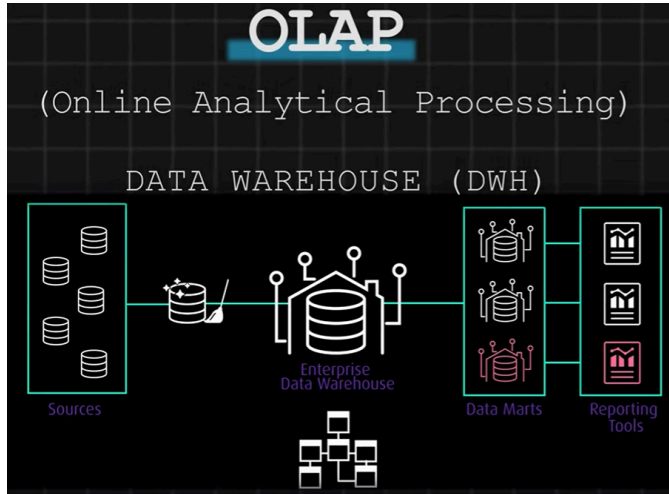 OLAP
(Online Analytical Processing)
DATA WAREHOUSE (DWH)
Enterprise
Data Warehouse
Sources
Data Marts
Reporting
Tools